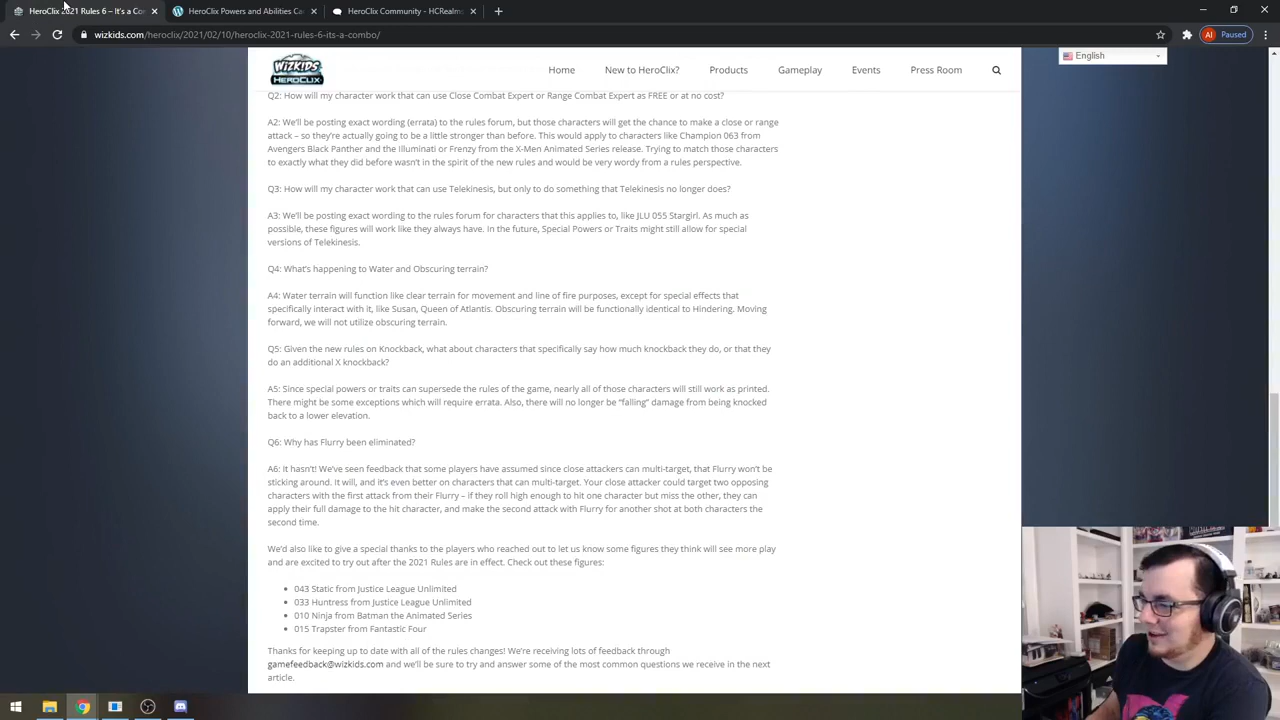 HeroClix 2021 Rules 6 – It's a Co
HeroClix Powers and Abilities Ca
HeroClix Community - HCRealms
wizkids.com/heroclix/2021/02/10/heroclix-2021-rules-6-its-a-combo/
AI Paused
WIZKIDS HEROCLIX
Home New to HeroClix? Products Gameplay Events Press Room
English
Q2: How will my character work that can use Close Combat Expert or Range Combat Expert as FREE or at no cost?
A2: We'll be posting exact wording (errata) to the rules forum, but those characters will get the chance to make a close or range
attack – so they're actually going to be a little stronger than before. This would apply to characters like Champion 063 from
Avengers Black Panther and the Illuminati or Frenzy from the X-Men Animated Series release. Trying to match those characters
to exactly what they did before wasn't in the spirit of the new rules and would be very wordy from a rules perspective.
Q3: How will my character work that can use Telekinesis, but only to do something that Telekinesis no longer does?
A3: We'll be posting exact wording to the rules forum for characters that this applies to, like JLU 055 Stargirl. As much as
possible, these figures will work like they always have. In the future, Special Powers or Traits might still allow for special
versions of Telekinesis.
Q4: What's happening to Water and Obscuring terrain?
A4: Water terrain will function like clear terrain for movement and line of fire purposes, except for special effects that
specifically interact with it, like Susan, Queen of Atlantis. Obscuring terrain will be functionally identical to Hindering. Moving
forward, we will not utilize obscuring terrain.
Q5: Given the new rules on Knockback, what about characters that specifically say how much knockback they do, or that they
do an additional X knockback?
A5: Since special powers or traits can supersede the rules of the game, nearly all of those characters will still work as printed.
There might be some exceptions which will require errata. Also, there will no longer be "falling" damage from being knocked
back to a lower elevation.
Q6: Why has Flurry been eliminated?
A6: It hasn't! We've seen feedback that some players have assumed since close attackers can multi-target, that Flurry won't be
sticking around. It will, and it's even better on characters that can multi-target. Your close attacker could target two opposing
characters with the first attack from their Flurry – if they roll high enough to hit one character but miss the other, they can
apply their full damage to the hit character, and make the second attack with Flurry for another shot at both characters the
second time.
We'd also like to give a special thanks to the players who reached out to let us know some figures they think will see more play
and are excited to try out after the 2021 Rules are in effect. Check out these figures:
• 043 Static from Justice League Unlimited
• 033 Huntress from Justice League Unlimited
• 010 Ninja from Batman the Animated Series
• 015 Trapster from Fantastic Four
Thanks for keeping up to date with all of the rules changes! We're receiving lots of feedback through
gamefeedback@wizkids.com and we'll be sure to try and answer some of the most common questions we receive in the next
article.